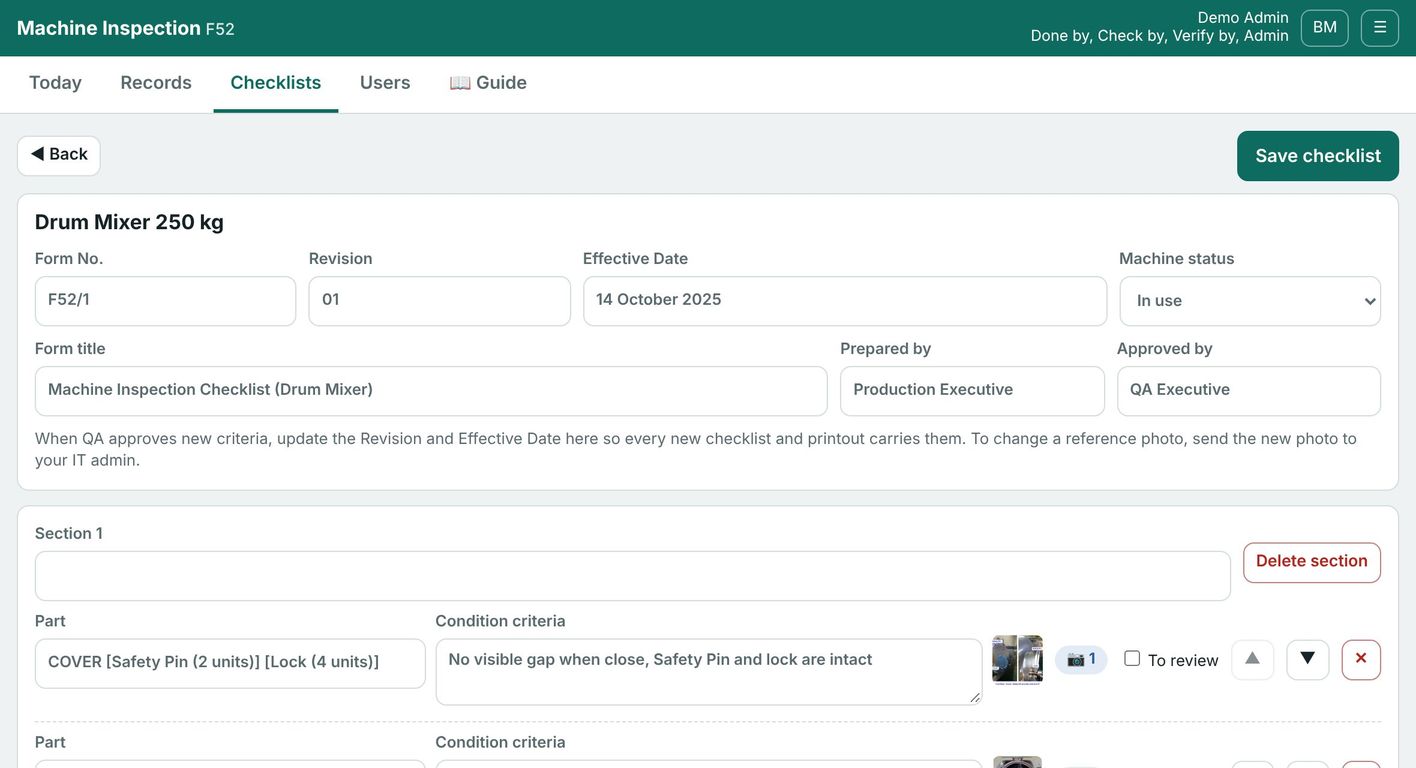 Machine Inspection F52
Demo Admin
Done by, Check by, Verify by, Admin
BM
☰
Today
Records
Checklists
Users
📖 Guide
◀ Back
Save checklist
Drum Mixer 250 kg
Form No.
Revision
Effective Date
Machine status
F52/1
01
14 October 2025
In use
Form title
Prepared by
Approved by
Machine Inspection Checklist (Drum Mixer)
Production Executive
QA Executive
When QA approves new criteria, update the Revision and Effective Date here so every new checklist and printout carries them. To change a reference photo, send the new photo to
your IT admin.
Section 1
Delete section
Part
Condition criteria
COVER [Safety Pin (2 units)] [Lock (4 units)]
No visible gap when close, Safety Pin and lock are intact
📷 1
To review
▲
▼
✕
Part
Condition criteria